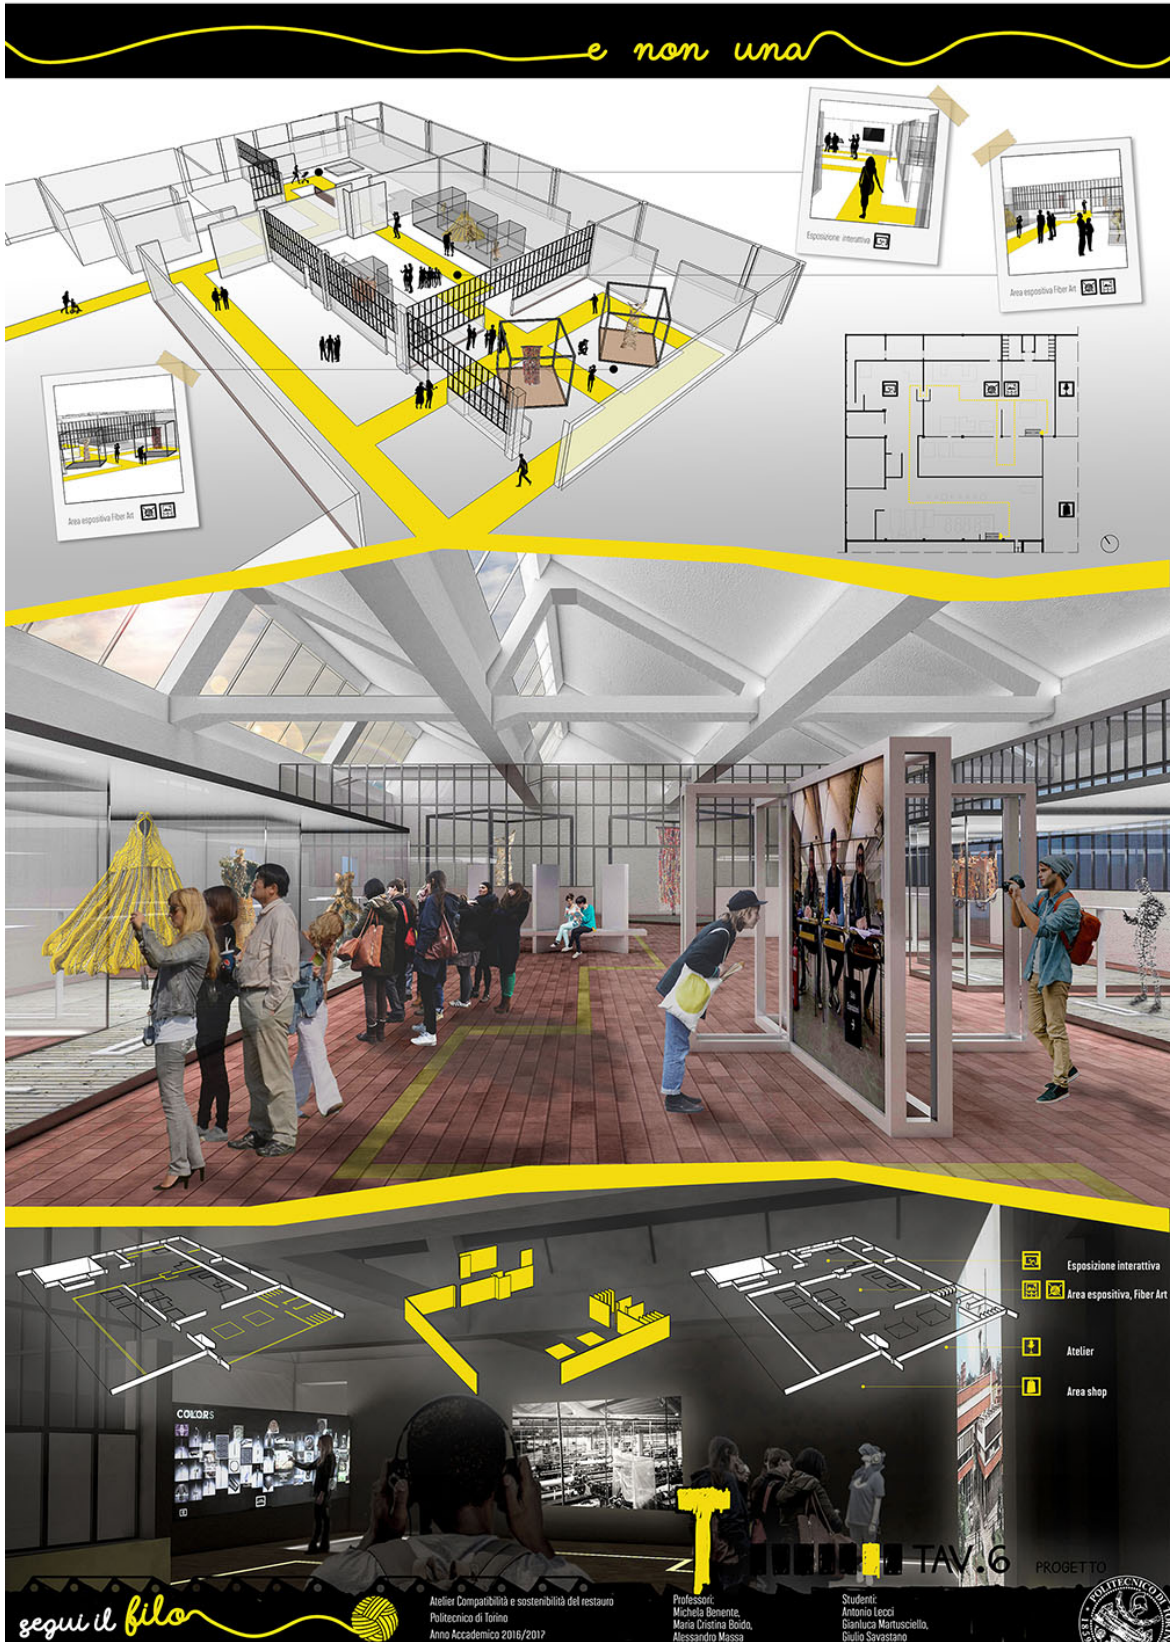 e non una
Esposizione interattiva
Area espositiva Fiber Art
Area espositiva Fiber Art
Esposizione interattiva
Area espositiva, Fiber Art
Atelier
Area shop
COLORS
T
TAV.6
PROGETTO
segui il filo
Atelier Compatibilità e sostenibilità del restauro
Politecnico di Torino
Anno Accademico 2016/2017
Professori:
Michela Benente,
Maria Cristina Boido,
Alessandro Massa
Studenti:
Antonio Lecci
Gianluca Martusciello,
Giulio Savastano
POLITECNICO DI